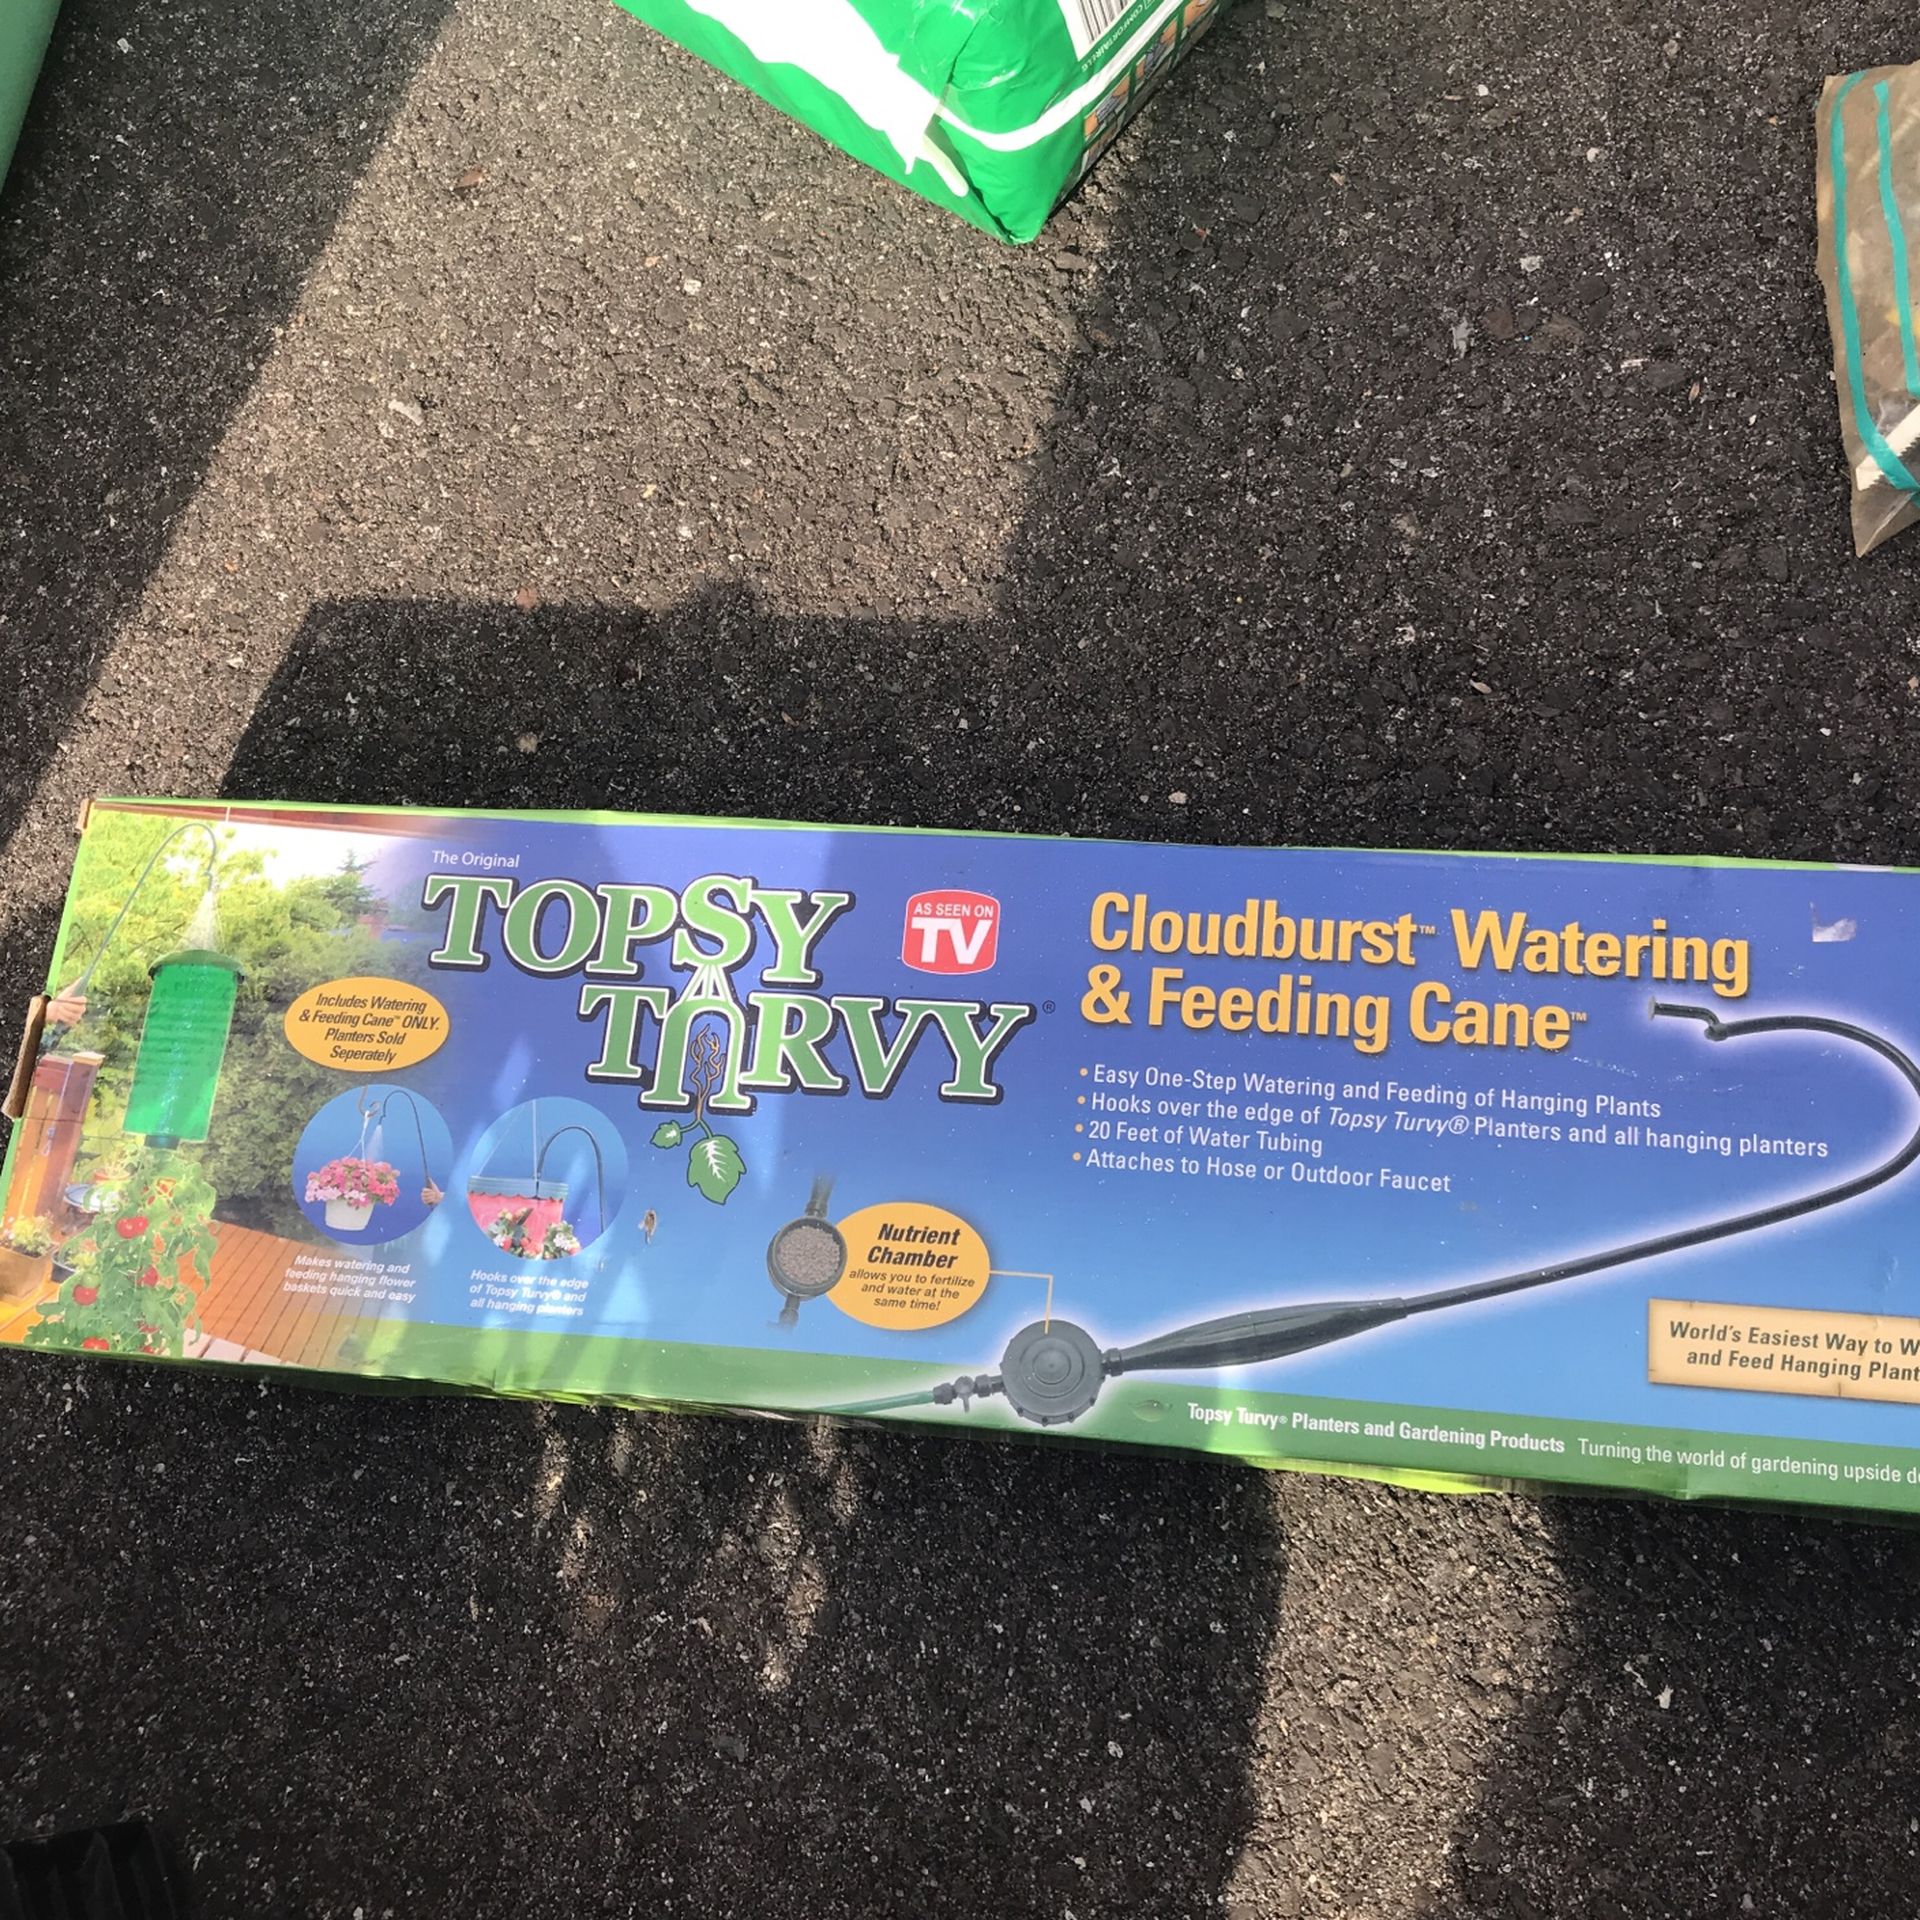 COMFORTABLE
The Original
TOPSY
TURVY®
AS SEEN ON
TV
Includes Watering
& Feeding Cane™ ONLY.
Planters Sold
Seperately
Makes watering and
feeding hanging flower
baskets quick and easy
Hooks over the edge
of Topsy Turvy® and
all hanging planters
Nutrient
Chamber
allows you to fertilize
and water at the
same time!
Cloudburst™ Watering
& Feeding Cane™
• Easy One-Step Watering and Feeding of Hanging Plants
• Hooks over the edge of Topsy Turvy® Planters and all hanging planters
• 20 Feet of Water Tubing
• Attaches to Hose or Outdoor Faucet
World's Easiest Way to W
and Feed Hanging Plant
Topsy Turvy® Planters and Gardening Products Turning the world of gardening upside d